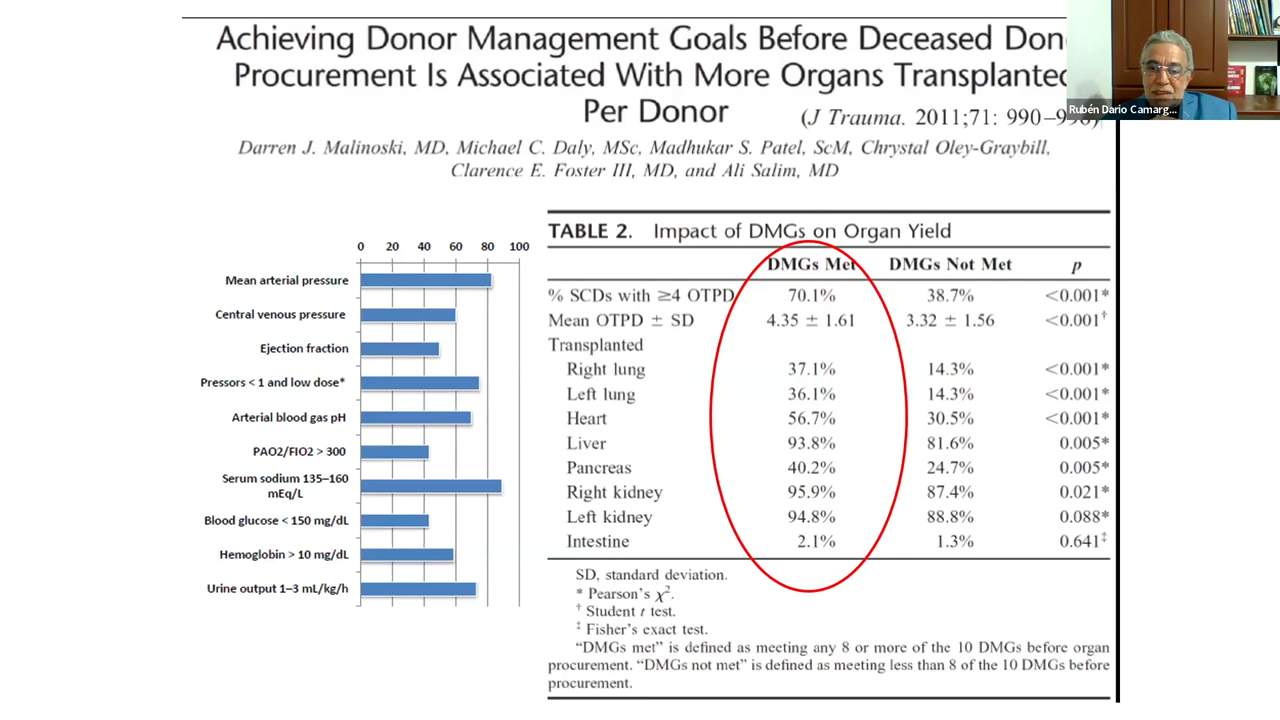 Achieving Donor Management Goals Before Deceased Don
Procurement Is Associated With More Organs Transplanted
Per Donor
(J Trauma. 2011;71: 990–996)
Rubén Dario Camarg...
Darren J. Malinoski, MD, Michael C. Daly, MSc, Madhukar S. Patel, ScM, Chrystal Oley-Graybill,
Clarence E. Foster III, MD, and Ali Salim, MD
0 20 40 60 80 100
Mean arterial pressure
Central venous pressure
Ejection fraction
Pressors < 1 and low dose*
Arterial blood gas pH
PAO2/FIO2 > 300
Serum sodium 135–160
mEq/L
Blood glucose < 150 mg/dL
Hemoglobin > 10 mg/dL
Urine output 1–3 mL/kg/h
TABLE 2. Impact of DMGs on Organ Yield
DMGs Met DMGs Not Met p
% SCDs with ≥4 OTPD 70.1% 38.7% <0.001*
Mean OTPD ± SD 4.35 ± 1.61 3.32 ± 1.56 <0.001†
Transplanted
Right lung 37.1% 14.3% <0.001*
Left lung 36.1% 14.3% <0.001*
Heart 56.7% 30.5% <0.001*
Liver 93.8% 81.6% 0.005*
Pancreas 40.2% 24.7% 0.005*
Right kidney 95.9% 87.4% 0.021*
Left kidney 94.8% 88.8% 0.088*
Intestine 2.1% 1.3% 0.641‡
SD, standard deviation.
* Pearson's χ².
† Student t test.
‡ Fisher's exact test.
"DMGs met" is defined as meeting any 8 or more of the 10 DMGs before organ
procurement. "DMGs not met" is defined as meeting less than 8 of the 10 DMGs before
procurement.